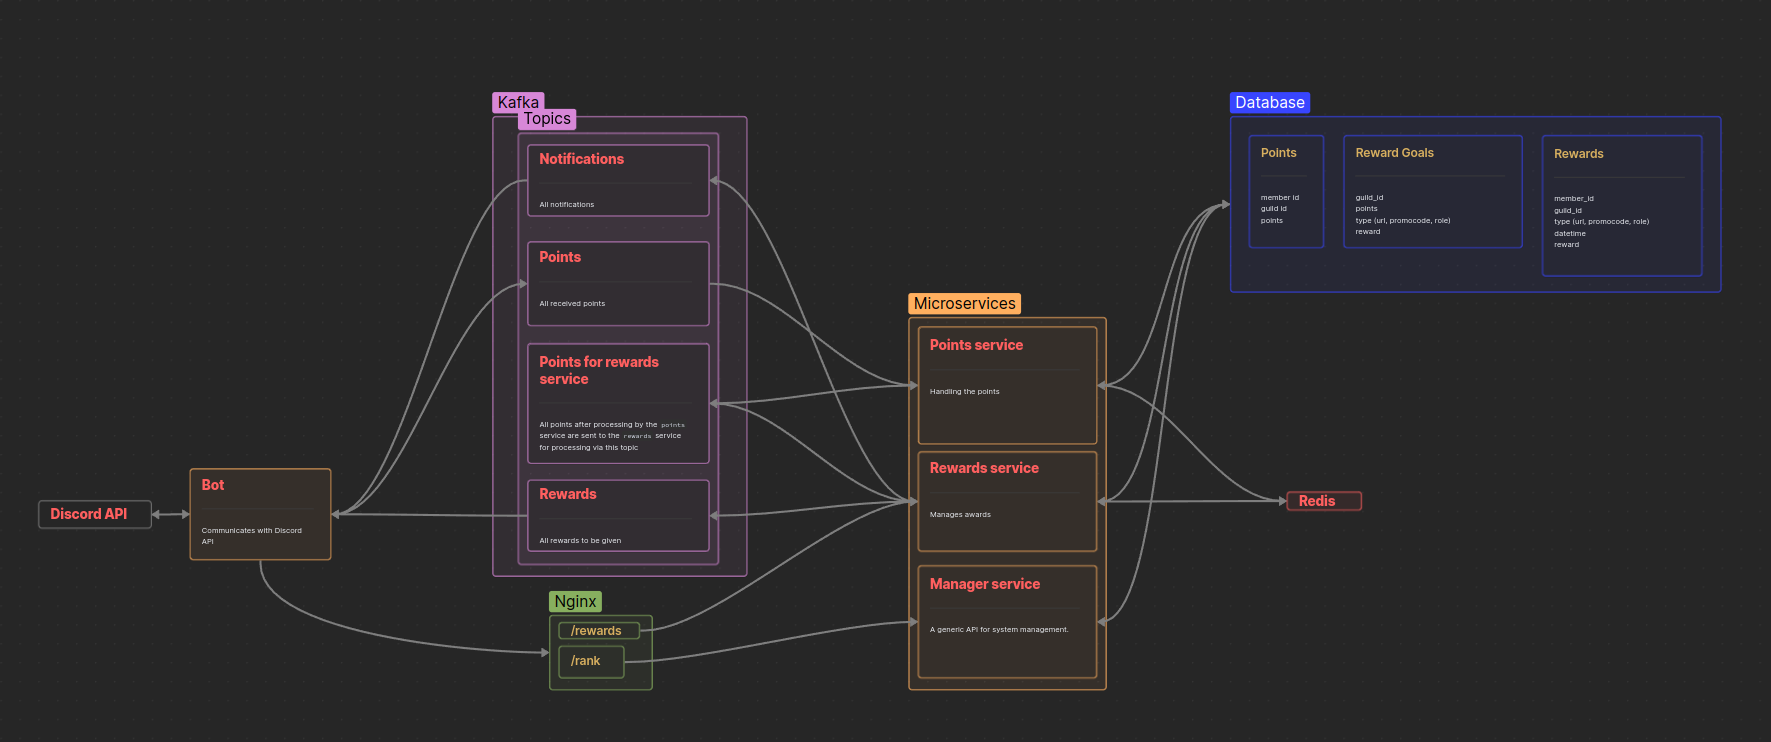 Kafka
Topics
Notifications
All notifications
Points
All received points
Points for rewards
service
All points after processing by the points
service are sent to the rewards service
for processing via this topic
Rewards
All rewards to be given
Discord API
Bot
Communicates with Discord
API
Nginx
/rewards
/rank
Microservices
Points service
Handling the points
Rewards service
Manages awards
Manager service
A generic API for system management.
Database
Points
member id
guild id
points
Reward Goals
guild_id
points
type (url, promocode, role)
reward
Rewards
member_id
guild_id
type (url, promocode, role)
datetime
reward
Redis